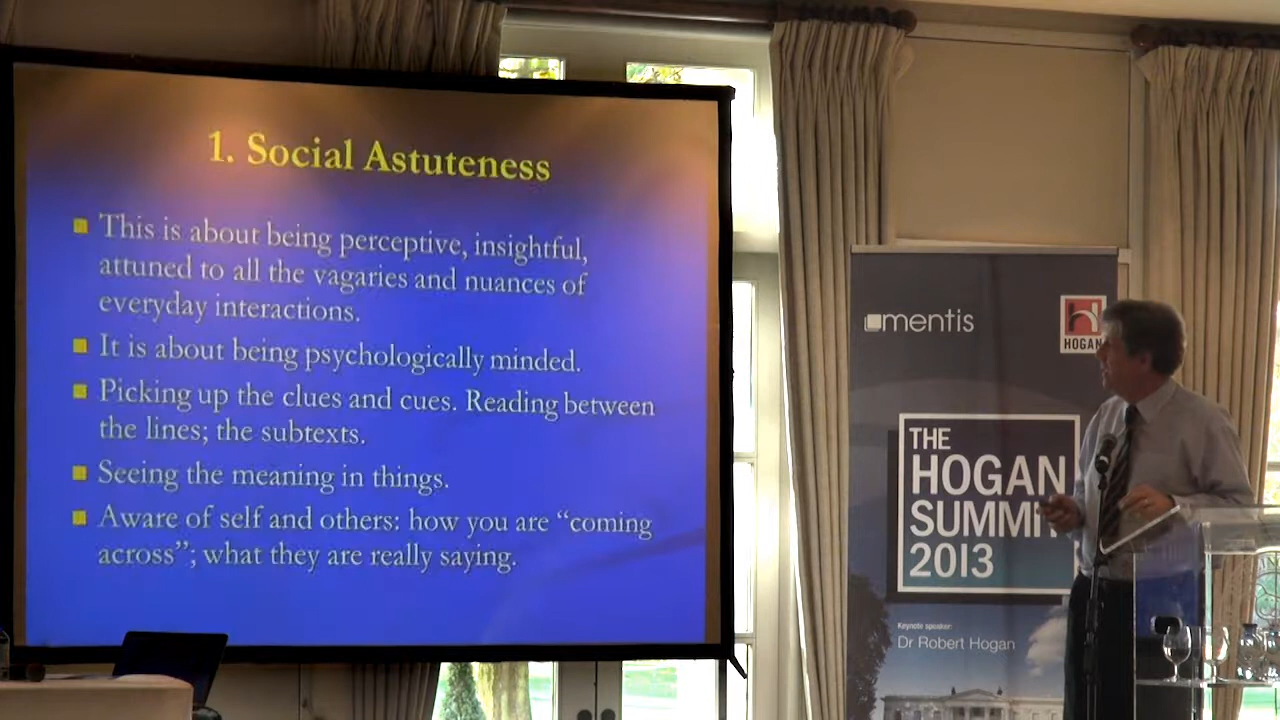 1. Social Astuteness
This is about being perceptive, insightful,
attuned to all the vagaries and nuances of
everyday interactions.
It is about being psychologically minded.
Picking up the clues and cues. Reading between
the lines; the subtexts.
Seeing the meaning in things.
Aware of self and others: how you are “coming
across”; what they are really saying.
mentis
HOGAN
THE
HOGAN
SUMMIT
2013
Keynote speaker:
Dr Robert Hogan